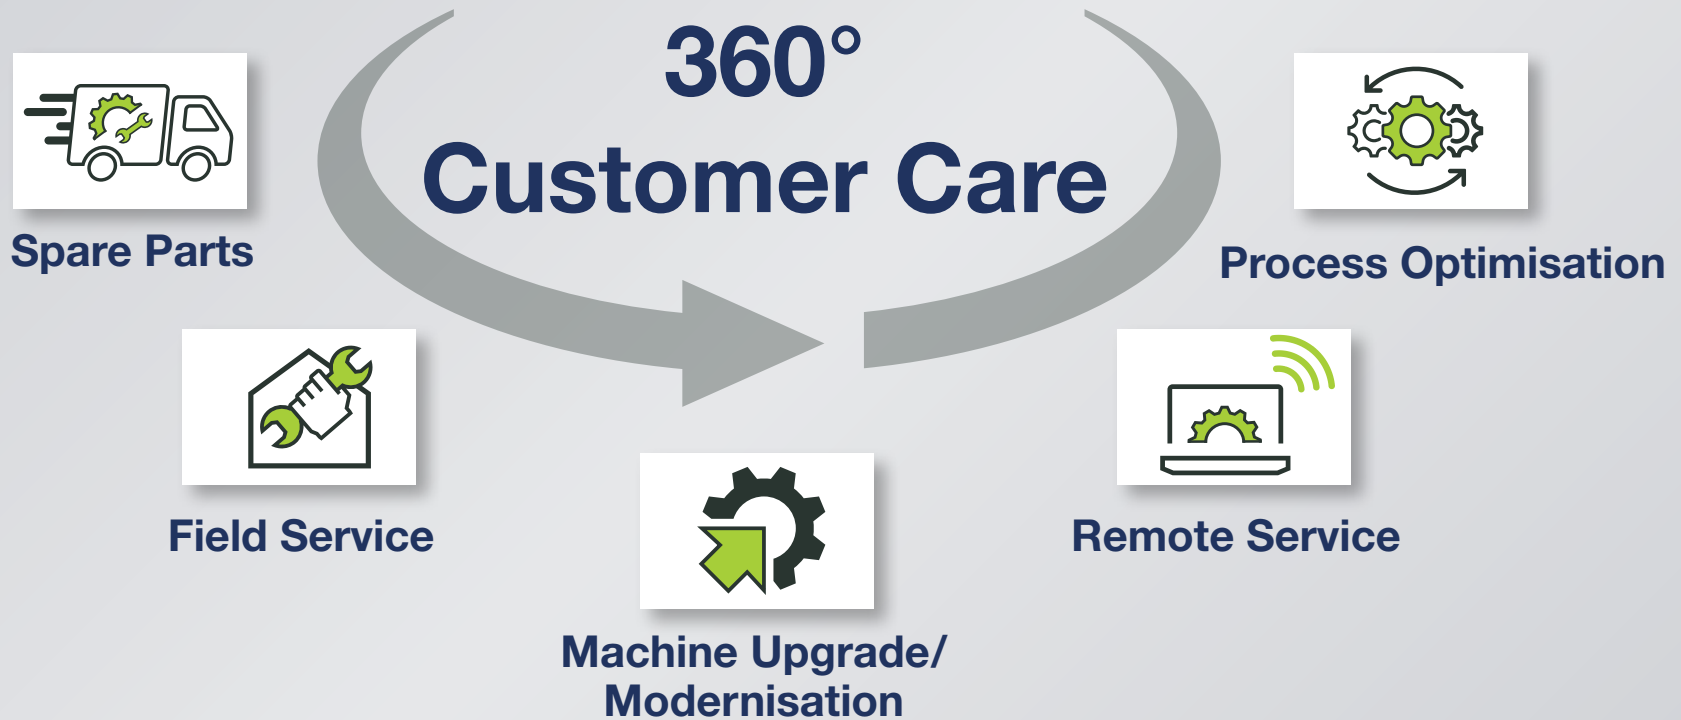 360°
Customer Care
Spare Parts
Process Optimisation
Field Service
Remote Service
Machine Upgrade/
Modernisation